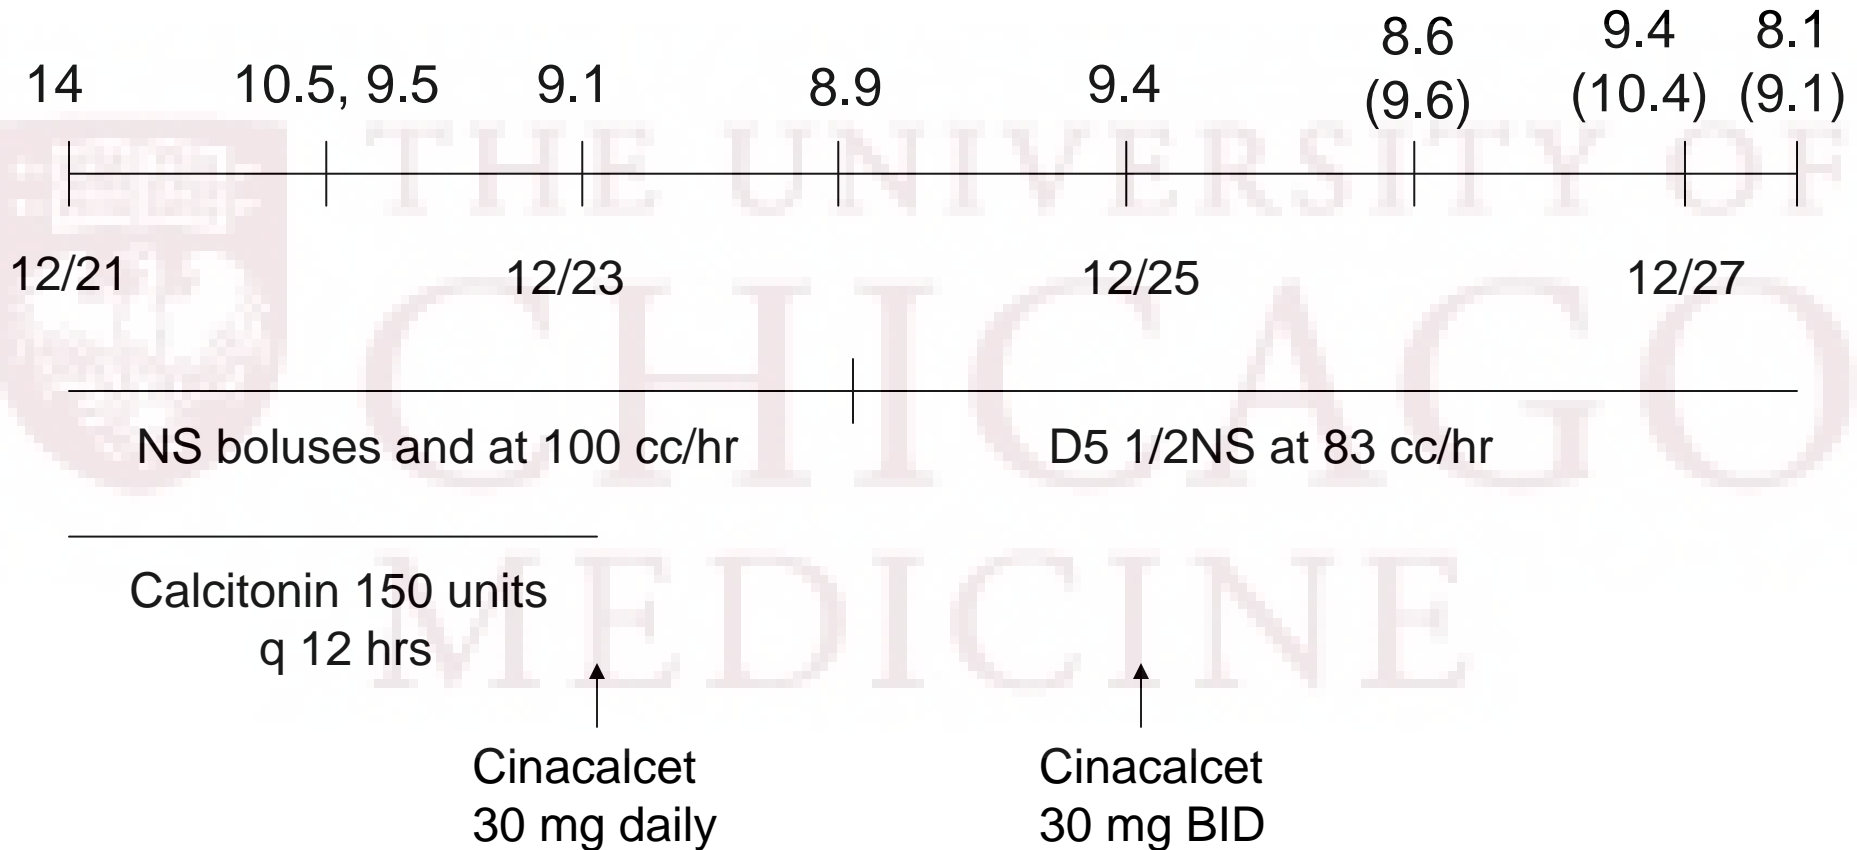 14
10.5, 9.5
9.1
8.9
9.4
8.6
(9.6)
9.4
(10.4)
8.1
(9.1)
12/21
12/23
12/25
12/27
NS boluses and at 100 cc/hr
D5 1/2NS at 83 cc/hr
Calcitonin 150 units
q 12 hrs
Cinacalcet
30 mg daily
Cinacalcet
30 mg BID
THE UNIVERSITY OF
CHICAGO
MEDICINE